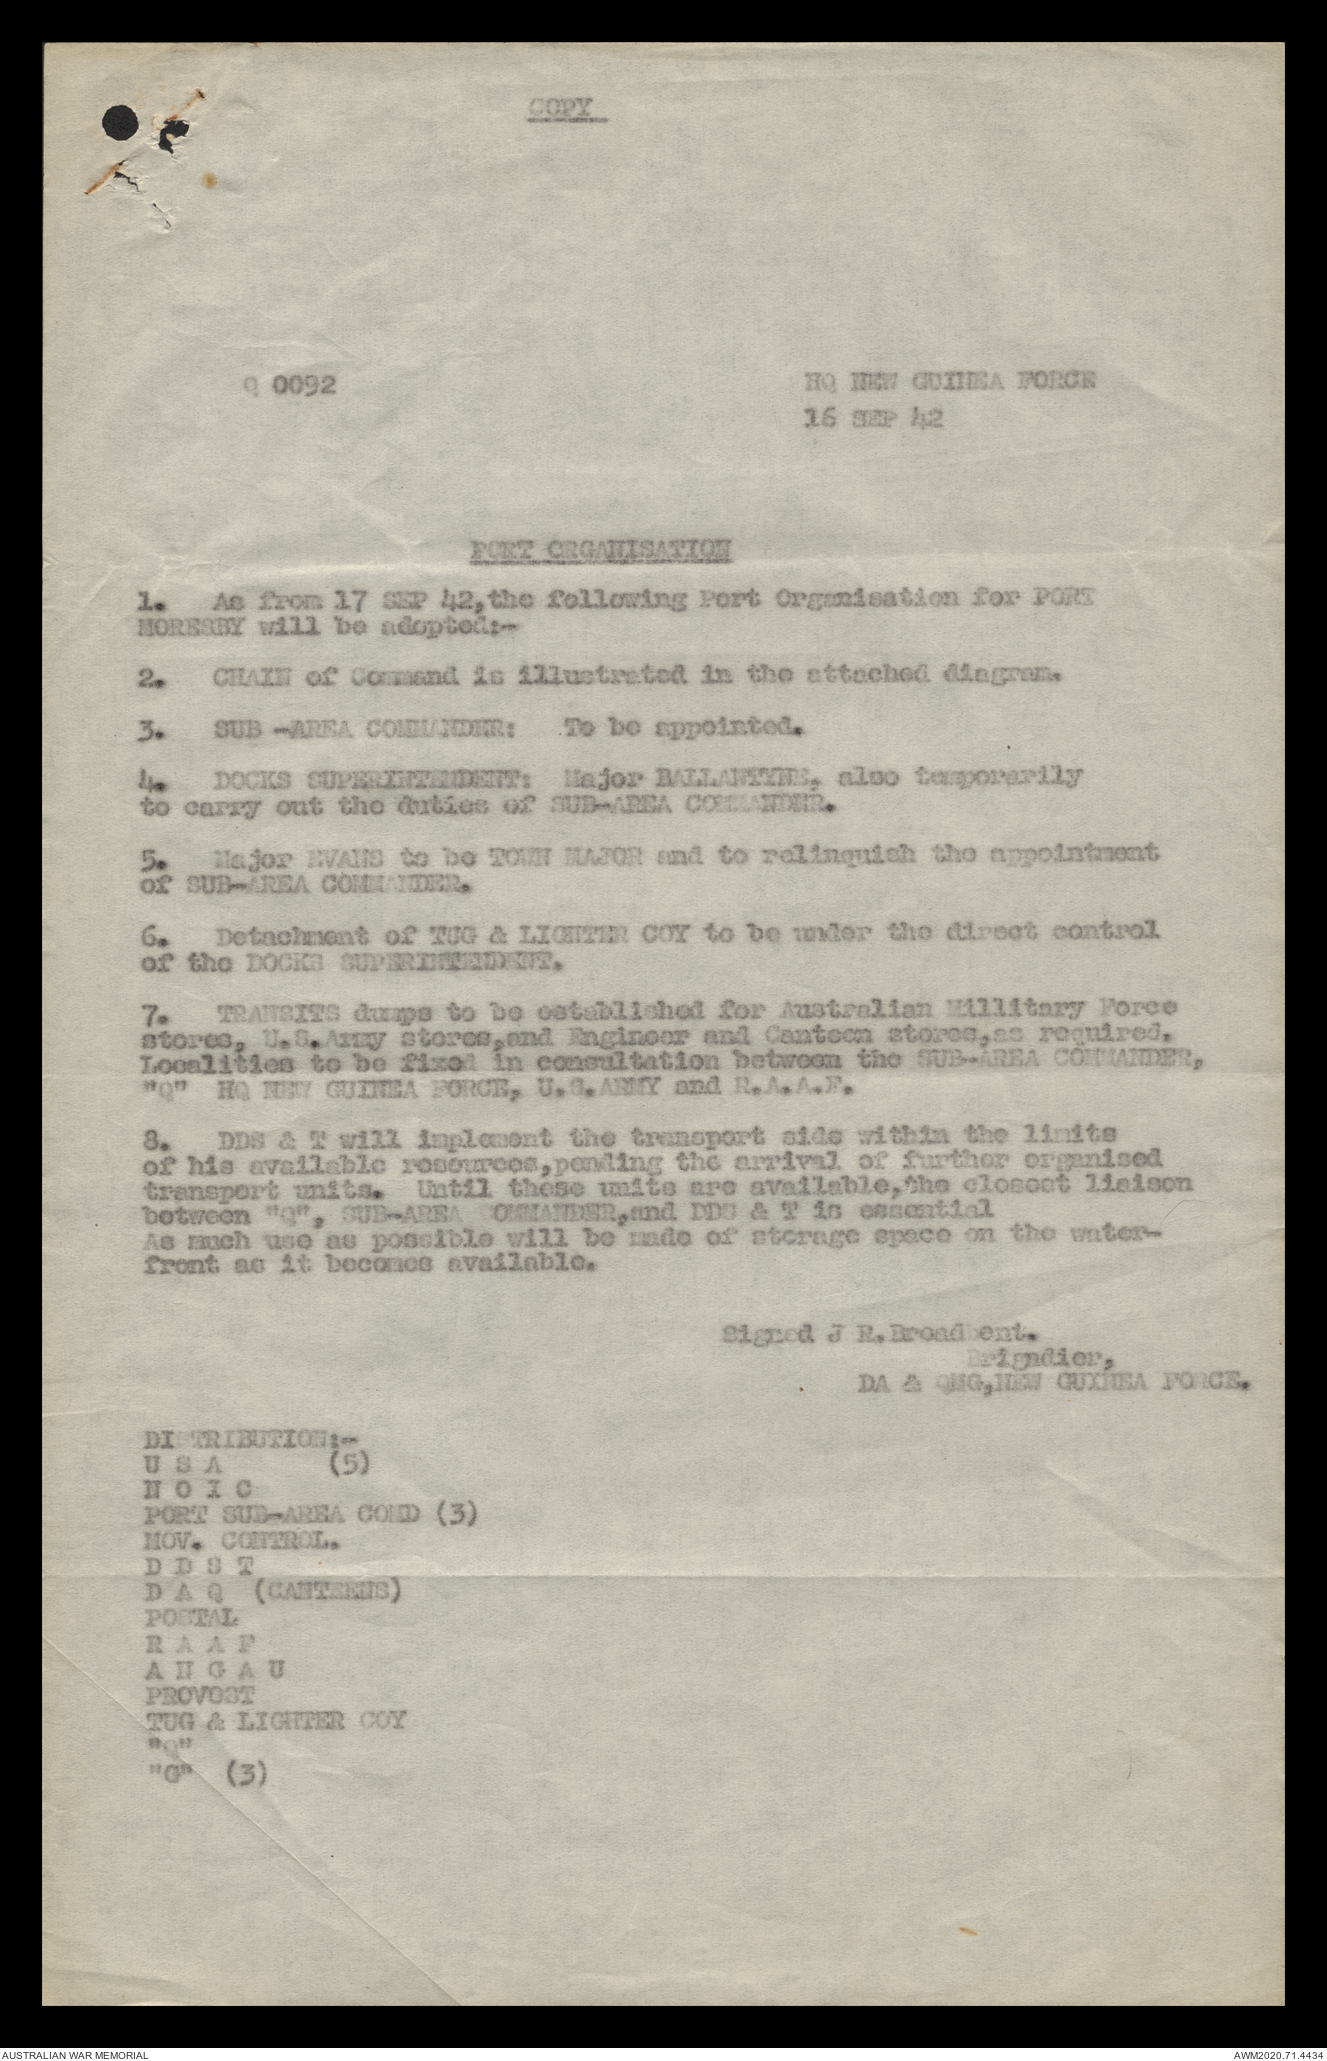 COPY
Q 0092
HQ NEW GUINEA FORCE
16 SEP 42
PORT ORGANISATION
1. As from 17 SEP 42,the following Port Organisation for PORT
MORESBY will be adopted:-
2. CHAIN of Command is illustrated in the attached diagram.
3. SUB -AREA COMMANDER: To be appointed.
4. DOCKS SUPERINTENDENT: Major BALLANTYNE, also temporarily
to carry out the duties of SUB-AREA COMMANDER.
5. Major EVANS to be TOWN MAJOR and to relinquish the appointment
of SUB-AREA COMMANDER.
6. Detachment of TUG & LIGHTER COY to be under the direct control
of the DOCKS SUPERINTENDENT.
7. TRANSITS dumps to be established for Australian Millitary Force
stores, U.S.Army stores,and Engineer and Canteen stores,as required.
Localities to be fixed in consultation between the SUB-AREA COMMANDER,
"Q" HQ NEW GUINEA FORCE, U.S.ARMY and R.A.A.F.
8. DDS & T will implement the transport side within the limits
of his available resources,pending the arrival of further organised
transport units. Until these units are available,the closest liaison
between "Q", SUB-AREA COMMANDER,and DDS & T is essential
As much use as possible will be made of storage space on the water-
front as it becomes available.
Signed J R.Broadbent.
Brigadier,
DA & QMG,NEW GUINEA FORCE.
DISTRIBUTION:-
U S A (5)
N O I C
PORT SUB-AREA COMD (3)
MOV. CONTROL.
D D S T
D A Q (CANTEENS)
POSTAL
R A A F
A N G A U
PROVOST
TUG & LIGHTER COY
"Q"
"G" (3)
AUSTRALIAN WAR MEMORIAL
AWM2020.71.4434